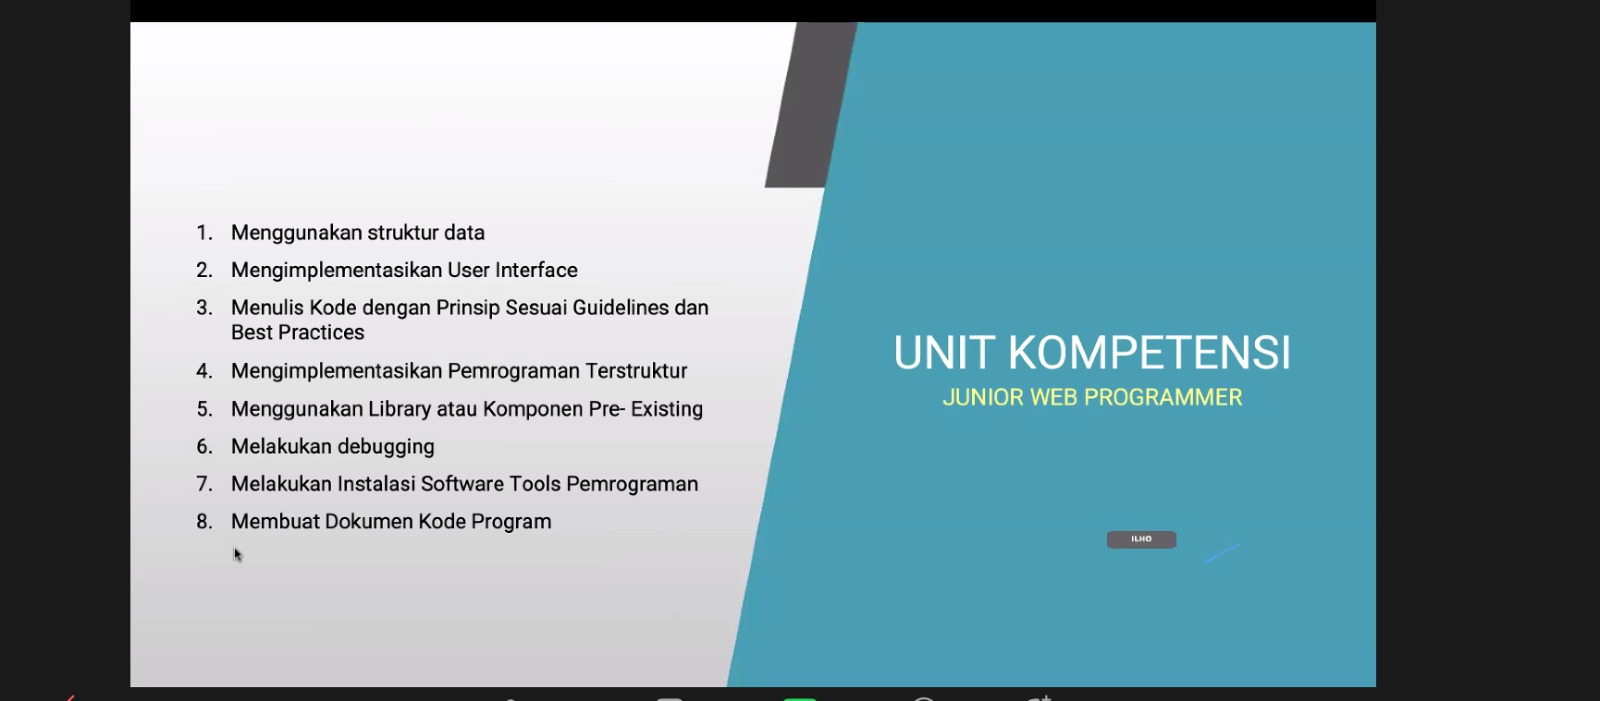 1. Menggunakan struktur data
2. Mengimplementasikan User Interface
3. Menulis Kode dengan Prinsip Sesuai Guidelines dan
Best Practices
4. Mengimplementasikan Pemrograman Terstruktur
5. Menggunakan Library atau Komponen Pre- Existing
6. Melakukan debugging
7. Melakukan Instalasi Software Tools Pemrograman
8. Membuat Dokumen Kode Program
UNIT KOMPETENSI
JUNIOR WEB PROGRAMMER
ILHO